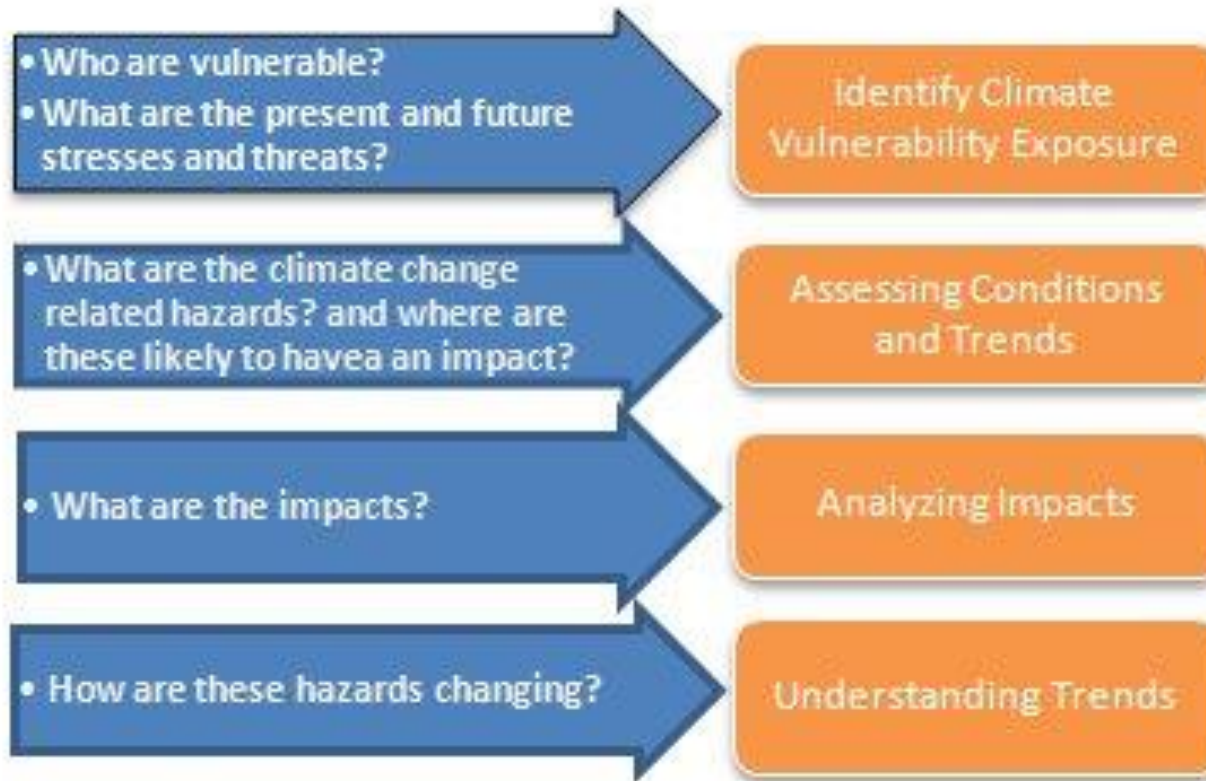 • Who are vulnerable?
• What are the present and future
stresses and threats?
Identify Climate
Vulnerability Exposure
• What are the climate change
related hazards? and where are
these likely to havea an impact?
Assessing Conditions
and Trends
• What are the impacts?
Analyzing Impacts
• How are these hazards changing?
Understanding Trends